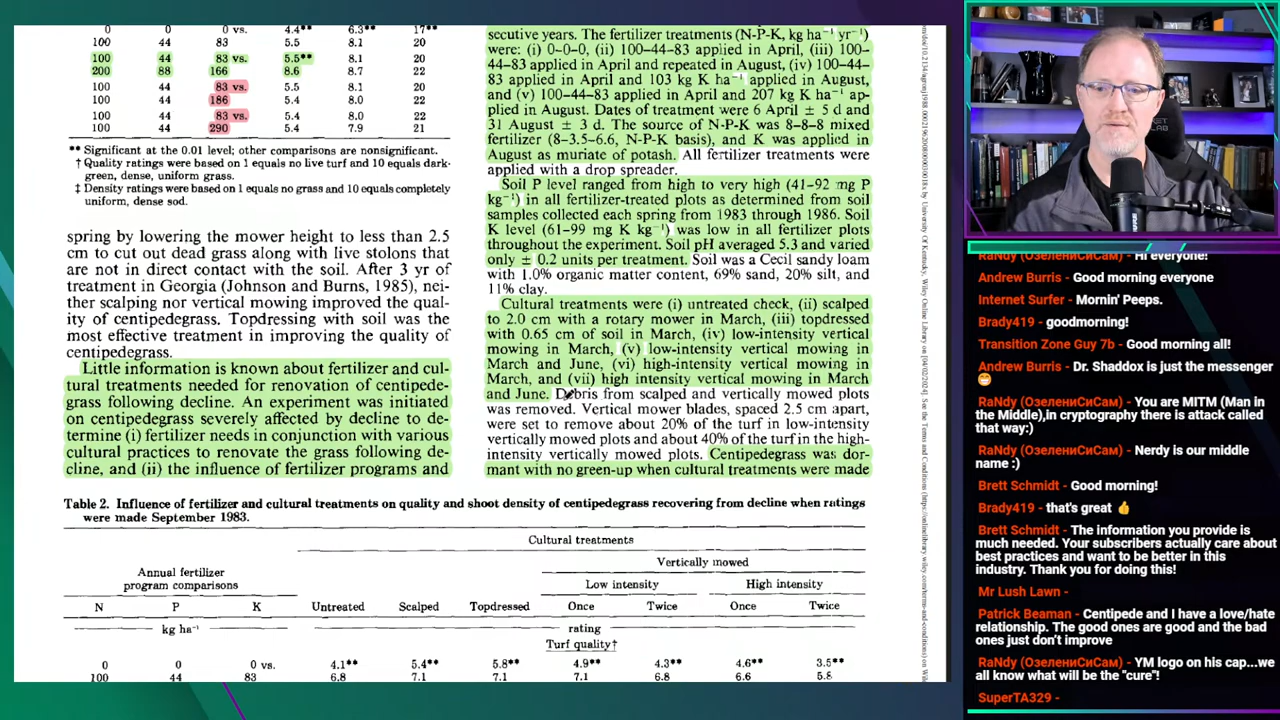 0 0 0 vs. 4.4** 6.3** 17**
100 44 83 5.5 8.1 20
100 44 83 vs. 5.5** 8.1 20
200 88 166 8.6 8.7 22
100 44 83 vs. 5.5 8.1 20
100 44 186 5.4 8.0 22
100 44 83 vs. 5.4 8.0 22
100 44 290 5.4 7.9 21
** Significant at the 0.01 level; other comparisons are nonsignificant.
† Quality ratings were based on 1 equals no live turf and 10 equals dark-
green, dense, uniform grass.
‡ Density ratings were based on 1 equals no grass and 10 equals completely
uniform, dense sod.
spring by lowering the mower height to less than 2.5
cm to cut out dead grass along with live stolons that
are not in direct contact with the soil. After 3 yr of
treatment in Georgia (Johnson and Burns, 1985), nei-
ther scalping nor vertical mowing improved the qual-
ity of centipedegrass. Topdressing with soil was the
most effective treatment in improving the quality of
centipedegrass.
Little information is known about fertilizer and cul-
tural treatments needed for renovation of centipede-
grass following decline. An experiment was initiated
on centipedegrass severely affected by decline to de-
termine (i) fertilizer needs in conjunction with various
cultural practices to renovate the grass following de-
cline, and (ii) the influence of fertilizer programs and
secutive years. The fertilizer treatments (N-P-K, kg ha⁻¹ yr⁻¹)
were: (i) 0-0-0, (ii) 100–44–83 applied in April, (iii) 100–
44–83 applied in April and repeated in August, (iv) 100–44–
83 applied in April and 103 kg K ha⁻¹ applied in August,
and (v) 100–44–83 applied in April and 207 kg K ha⁻¹ ap-
plied in August. Dates of treatment were 6 April ± 5 d and
31 August ± 3 d. The source of N-P-K was 8–8–8 mixed
fertilizer (8–3.5–6.6, N-P-K basis), and K was applied in
August as muriate of potash. All fertilizer treatments were
applied with a drop spreader.
Soil P level ranged from high to very high (41–92 mg P
kg⁻¹) in all fertilizer-treated plots as determined from soil
samples collected each spring from 1983 through 1986. Soil
K level (61–99 mg K kg⁻¹) was low in all fertilizer plots
throughout the experiment. Soil pH averaged 5.3 and varied
only ± 0.2 units per treatment. Soil was a Cecil sandy loam
with 1.0% organic matter content, 69% sand, 20% silt, and
11% clay.
Cultural treatments were (i) untreated check, (ii) scalped
2.0 cm with a rotary mower in March, (iii) topdressed
with 0.65 cm of soil in march, (iv) low-intensity vertical
mowing in March, (v) low-intensity vertical mowing in
March and June, (vi) high-intensity vertical mowing in
March, and (vii) high intensity vertical mowing in March
and June. Debris from scalped and vertically mowed plots
was removed. Vertical mower blades, spaced 2.5 cm apart,
were set to remove about 20% of the turf in low-intensity
vertically mowed plots and about 40% of the turf in the high-
intensity vertically mowed plots. Centipedegrass was dor-
mant with no green-up when cultural treatments were made
Table 2. Influence of fertilizer and cultural treatments on quality and shoot density of centipedegrass recovering from decline when ratings
were made September 1983.
Cultural treatments
Vertically mowed
Annual fertilizer
program comparisons
Low intensity High intensity
N P K Untreated Scalped Topdressed Once Twice Once Twice
kg ha⁻¹ rating
Turf quality†
0 0 0 vs. 4.1** 5.4** 5.8** 4.9** 4.3** 4.6** 3.5**
100 44 83 6.8 7.1 7.1 7.1 6.8 6.6 5.8
RaNdy (ОзелениСиСам) - Hi everyone!
Andrew Burris - Good morning everyone
Internet Surfer - Mornin' Peeps.
Brady419 - goodmorning!
Transition Zone Guy 7b - Good morning all!
Andrew Burris - Dr. Shaddox is just the messenger
😁
RaNdy (ОзелениСиСам) - You are MITM (Man in
the Middle),in cryptography there is attack called
that way:)
RaNdy (ОзелениСиСам) - Nerdy is our middle
name :)
Brett Schmidt - Good morning!
Brady419 - that's great 👍
Brett Schmidt - The information you provide is
much needed. Your subscribers actually care about
best practices and want to be better in this
industry. Thank you for doing this!
Mr Lush Lawn -
Patrick Beaman - Centipede and I have a love/hate
relationship. The good ones are good and the bad
ones just don't improve
RaNdy (ОзелениСиСам) - YM logo on his cap...we
all know what will be the "cure"!
SuperTA329 -